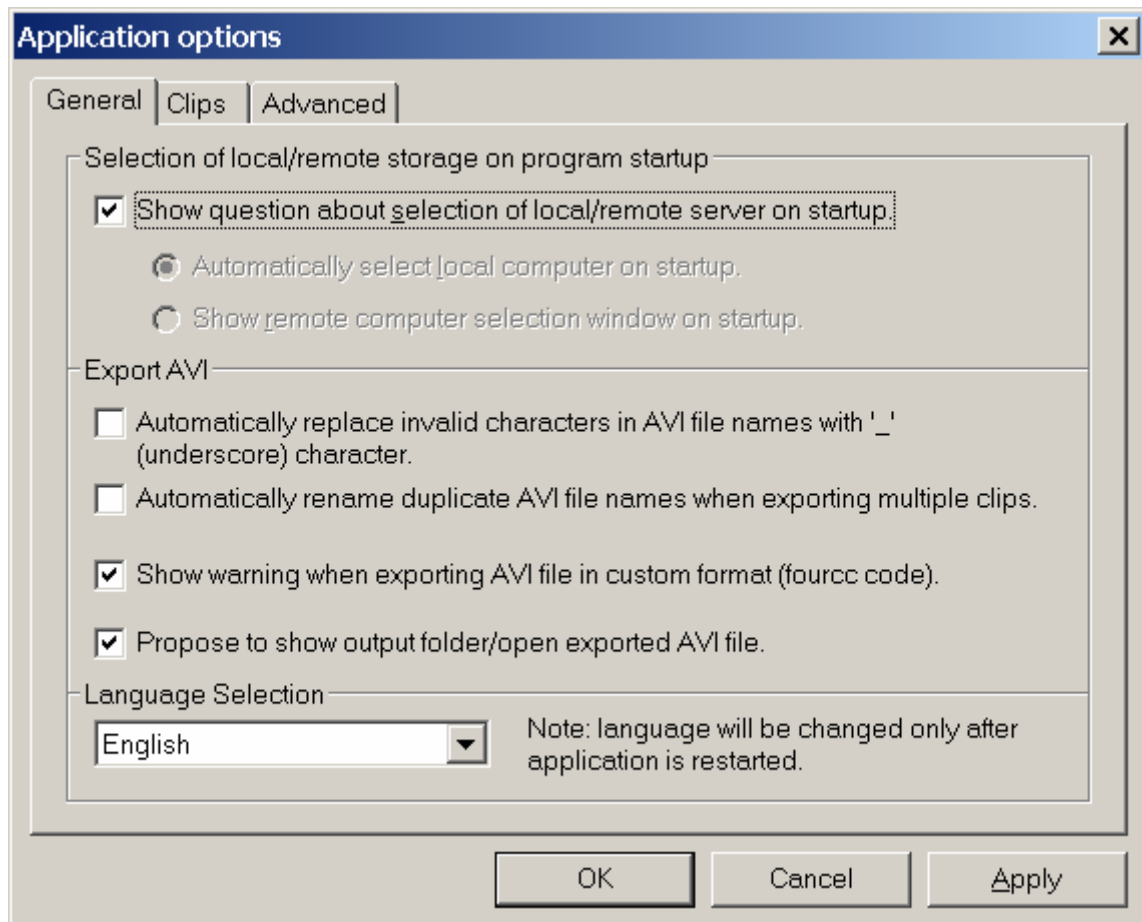 Application options
General Clips Advanced
Selection of local/remote storage on program startup
Show question about selection of local/remote server on startup.
Automatically select local computer on startup.
Show remote computer selection window on startup.
Export AVI
Automatically replace invalid characters in AVI file names with '_'
(underscore) character.
Automatically rename duplicate AVI file names when exporting multiple clips.
Show warning when exporting AVI file in custom format (fourcc code).
Propose to show output folder/open exported AVI file.
Language Selection
English
Note: language will be changed only after
application is restarted.
OK Cancel Apply